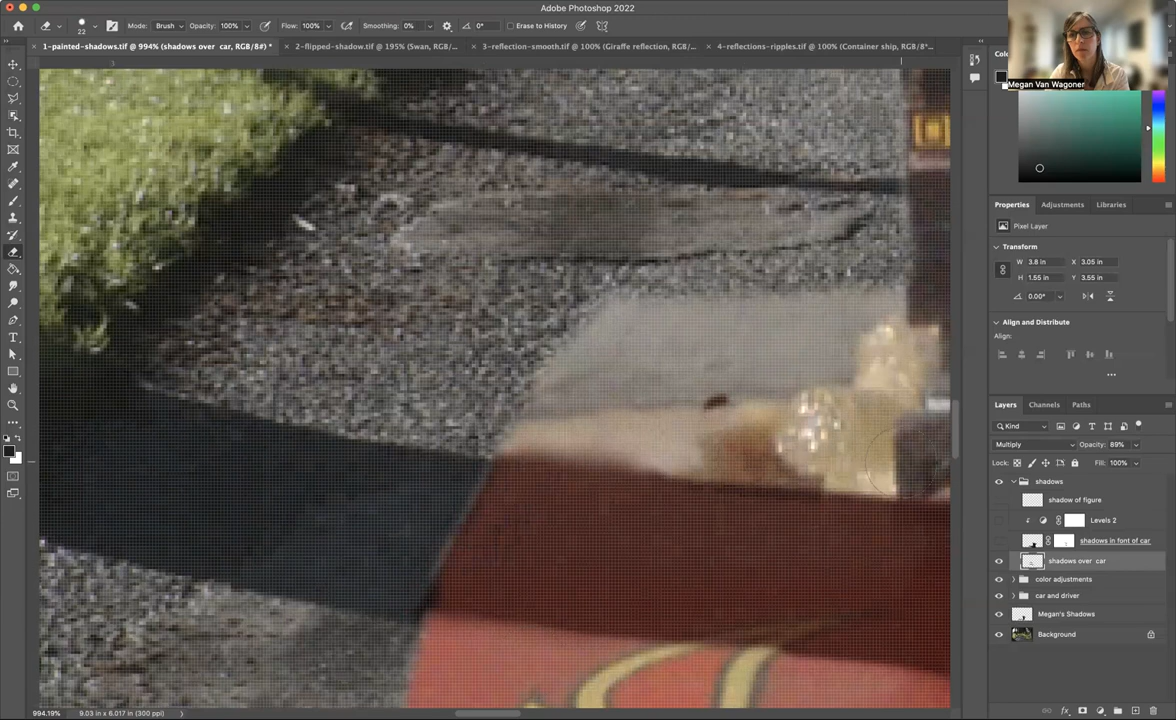 Adobe Photoshop 2022
22 Mode: Brush Opacity: 100% Flow: 100% Smoothing: 0% 0° Erase to History
× 1-painted-shadows.tif @ 994% (shadows over car, RGB/8#) * × 2-flipped-shadow.tif @ 195% (Swan, RGB/... × 3-reflection-smooth.tif @ 100% (Giraffe reflection, RGB/... × 4-reflections-ripples.tif @ 100% (Container ship, RGB/8*...
3
Megan Van Wagoner
Properties Adjustments Libraries
Pixel Layer
Transform
W 3.8 in X 3.05 in
H 1.55 in Y 3.55 in
0.00°
Align and Distribute
Align:
...
Layers Channels Paths
Kind
Multiply Opacity: 89%
Lock: Fill: 100%
shadows
shadow of figure
Levels 2
shadows in font of car
shadows over car
color adjustments
car and driver
Megan's Shadows
Background
fx
994.19% 9.03 in x 6.017 in (300 ppi)